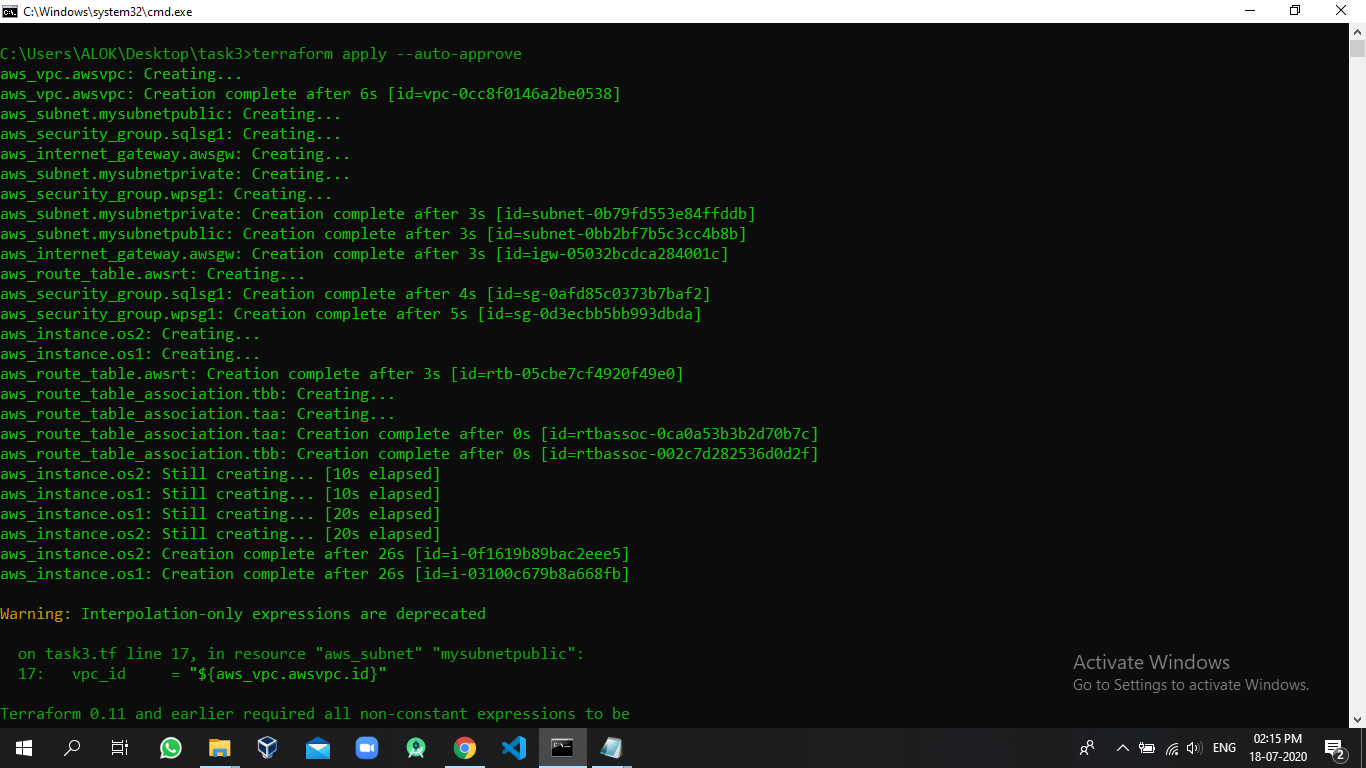 C:\Windows\system32\cmd.exe
C:\Users\ALOK\Desktop\task3>terraform apply --auto-approve
aws_vpc.awsvpc: Creating...
aws_vpc.awsvpc: Creation complete after 6s [id=vpc-0cc8f0146a2be0538]
aws_subnet.mysubnetpublic: Creating...
aws_security_group.sqlsg1: Creating...
aws_internet_gateway.awsgw: Creating...
aws_subnet.mysubnetprivate: Creating...
aws_security_group.wpsg1: Creating...
aws_subnet.mysubnetprivate: Creation complete after 3s [id=subnet-0b79fd553e84ffddb]
aws_subnet.mysubnetpublic: Creation complete after 3s [id=subnet-0bb2bf7b5c3cc4b8b]
aws_internet_gateway.awsgw: Creation complete after 3s [id=igw-05032bcdca284001c]
aws_route_table.awsrt: Creating...
aws_security_group.sqlsg1: Creation complete after 4s [id=sg-0afd85c0373b7baf2]
aws_security_group.wpsg1: Creation complete after 5s [id=sg-0d3ecbb5bb993dbda]
aws_instance.os2: Creating...
aws_instance.os1: Creating...
aws_route_table.awsrt: Creation complete after 3s [id=rtb-05cbe7cf4920f49e0]
aws_route_table_association.tbb: Creating...
aws_route_table_association.taa: Creating...
aws_route_table_association.taa: Creation complete after 0s [id=rtbassoc-0ca0a53b3b2d70b7c]
aws_route_table_association.tbb: Creation complete after 0s [id=rtbassoc-002c7d282536d0d2f]
aws_instance.os2: Still creating... [10s elapsed]
aws_instance.os1: Still creating... [10s elapsed]
aws_instance.os1: Still creating... [20s elapsed]
aws_instance.os2: Still creating... [20s elapsed]
aws_instance.os2: Creation complete after 26s [id=i-0f1619b89bac2eee5]
aws_instance.os1: Creation complete after 26s [id=i-03100c679b8a668fb]
Warning: Interpolation-only expressions are deprecated
on task3.tf line 17, in resource "aws_subnet" "mysubnetpublic":
17: vpc_id = "${aws_vpc.awsvpc.id}"
Terraform 0.11 and earlier required all non-constant expressions to be
Activate Windows
Go to Settings to activate Windows.
ENG
02:15 PM
18-07-2020
2